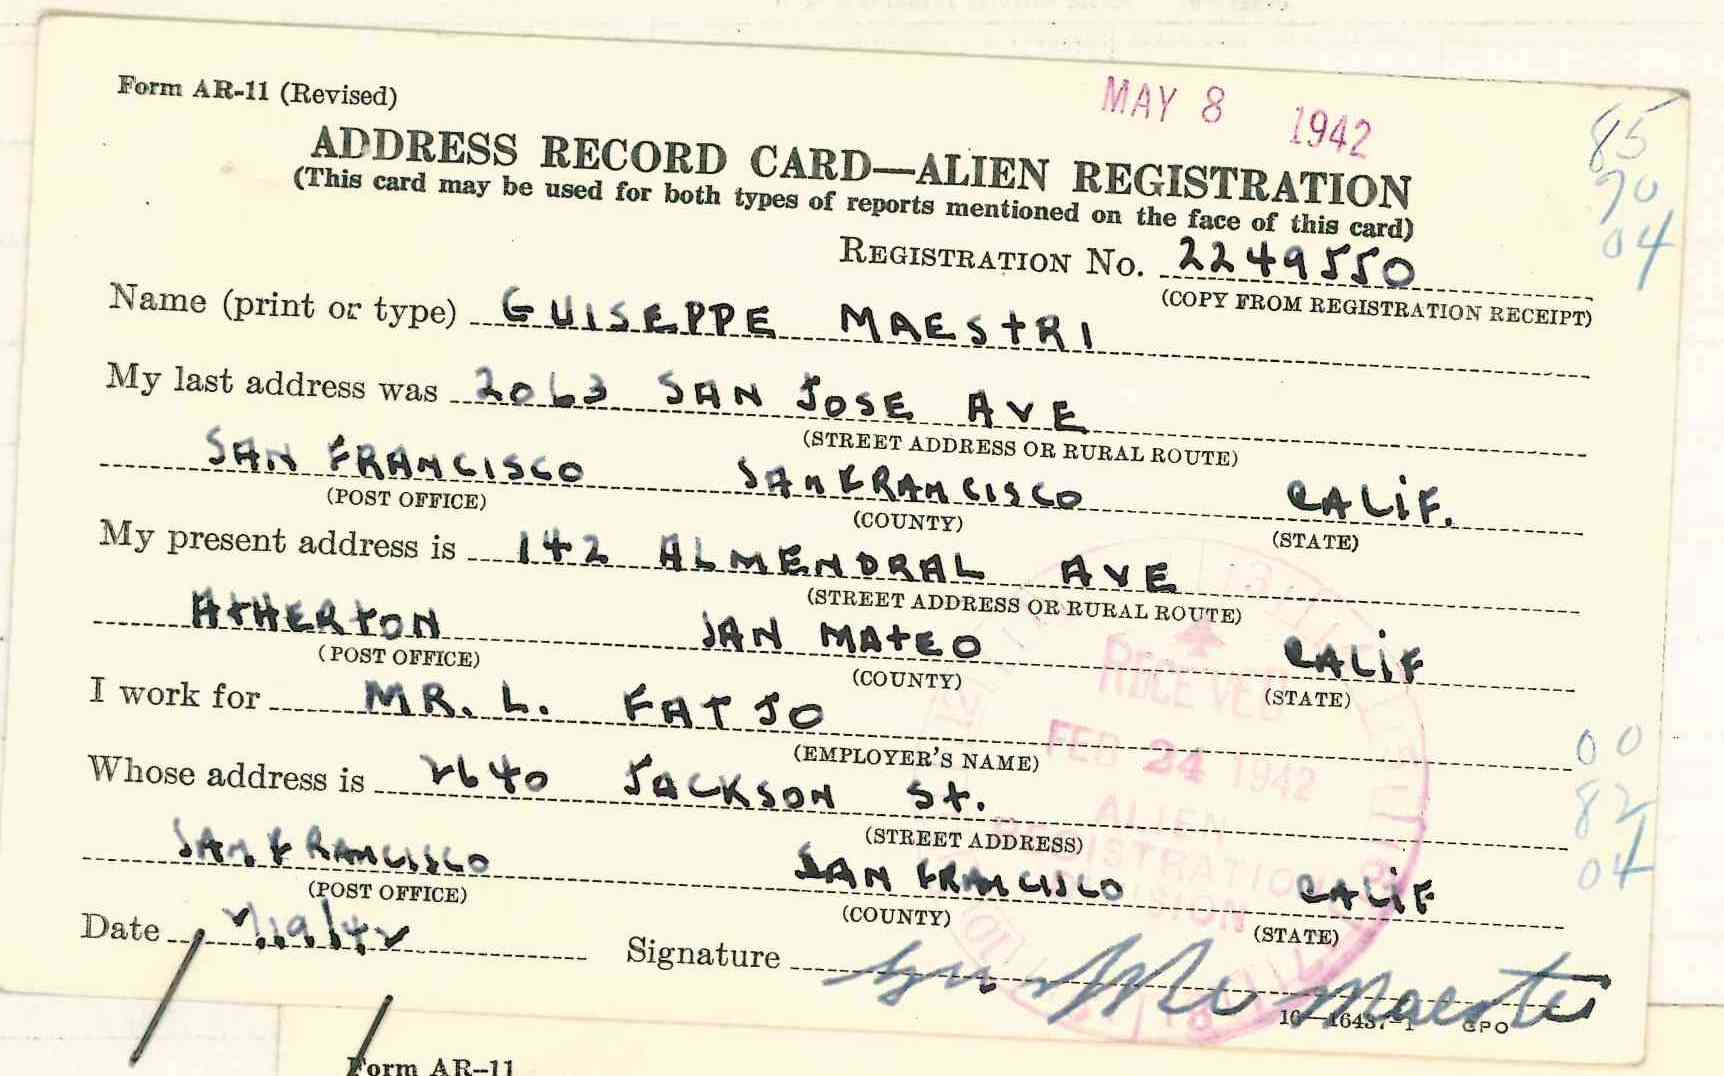 Form AR-11 (Revised)
MAY 8 1942
85
70
04
ADDRESS RECORD CARD—ALIEN REGISTRATION
(This card may be used for both types of reports mentioned on the face of this card)
REGISTRATION No. 2249550
(COPY FROM REGISTRATION RECEIPT)
Name (print or type) GUISEPPE MAESTRI
My last address was 2063 SAN JOSE AVE
(STREET ADDRESS OR RURAL ROUTE)
SAN FRANCISCO SAN FRANCISCO CALIF.
(POST OFFICE) (COUNTY) (STATE)
My present address is 142 ALMENDRAL AVE
(STREET ADDRESS OR RURAL ROUTE)
ATHERTON SAN MATEO CALIF
(POST OFFICE) (COUNTY) (STATE)
RECEIVED
I work for MR. L. FATJO
(EMPLOYER'S NAME)
FEB 24 1942
00
82
04
Whose address is 2640 JACKSON St.
(STREET ADDRESS)
ALIEN
REGISTRATION
DIVISION
SAN FRANCISCO SAN FRANCISCO CALIF
(POST OFFICE) (COUNTY) (STATE)
Date 2/19/42 Signature Guiseppe Maestri
16—16437-1 GPO
Form AR-11